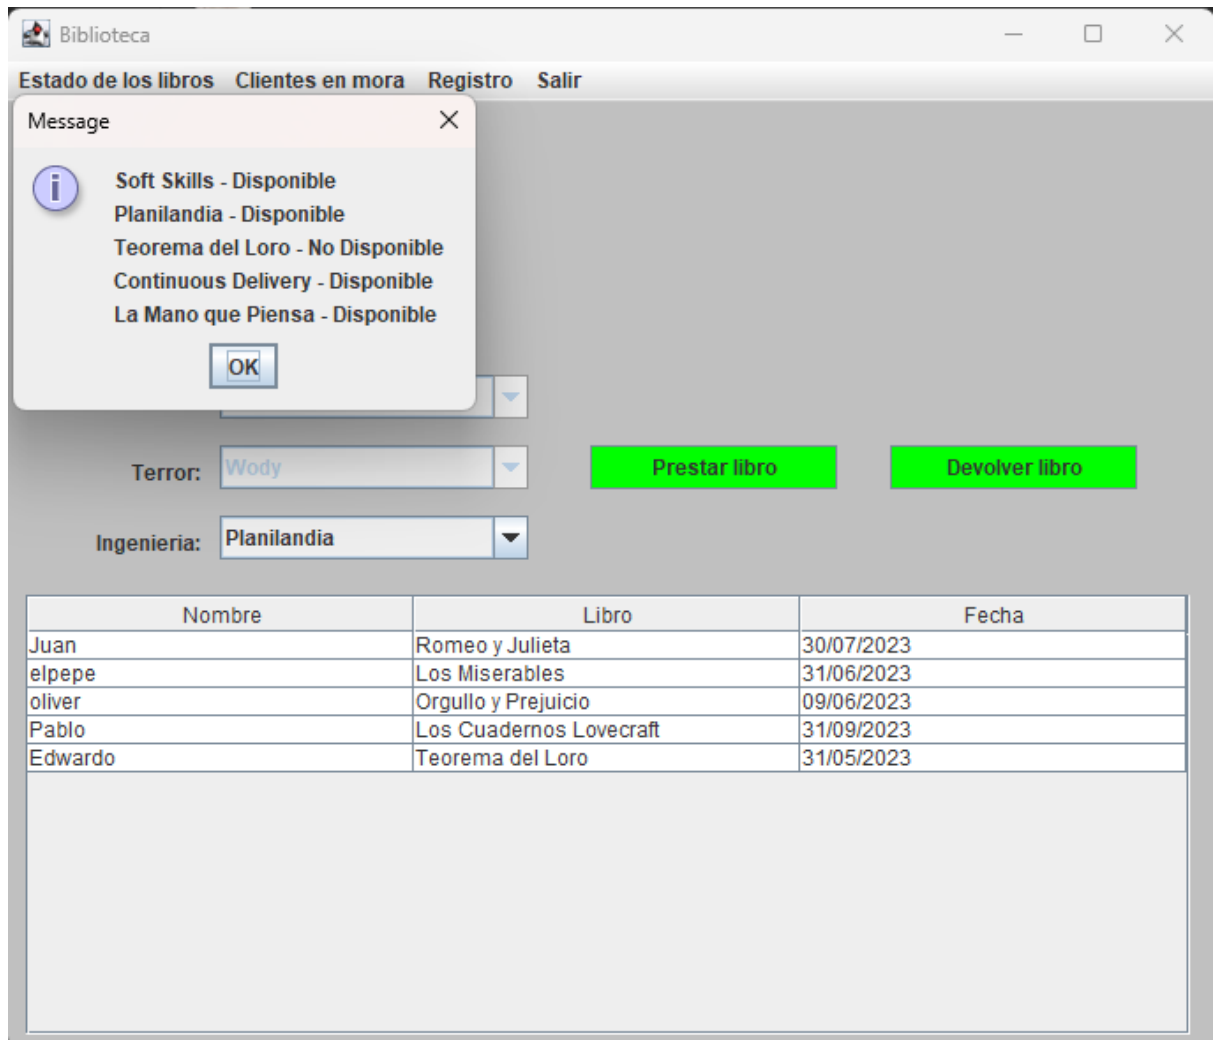 Biblioteca
Estado de los libros Clientes en mora Registro Salir
Message
Soft Skills - Disponible
Planilandia - Disponible
Teorema del Loro - No Disponible
Continuous Delivery - Disponible
La Mano que Piensa - Disponible
OK
Terror: Wody Prestar libro Devolver libro
Ingenieria: Planilandia
Nombre Libro Fecha
Juan Romeo y Julieta 30/07/2023
elpepe Los Miserables 31/06/2023
oliver Orgullo y Prejuicio 09/06/2023
Pablo Los Cuadernos Lovecraft 31/09/2023
Edwardo Teorema del Loro 31/05/2023